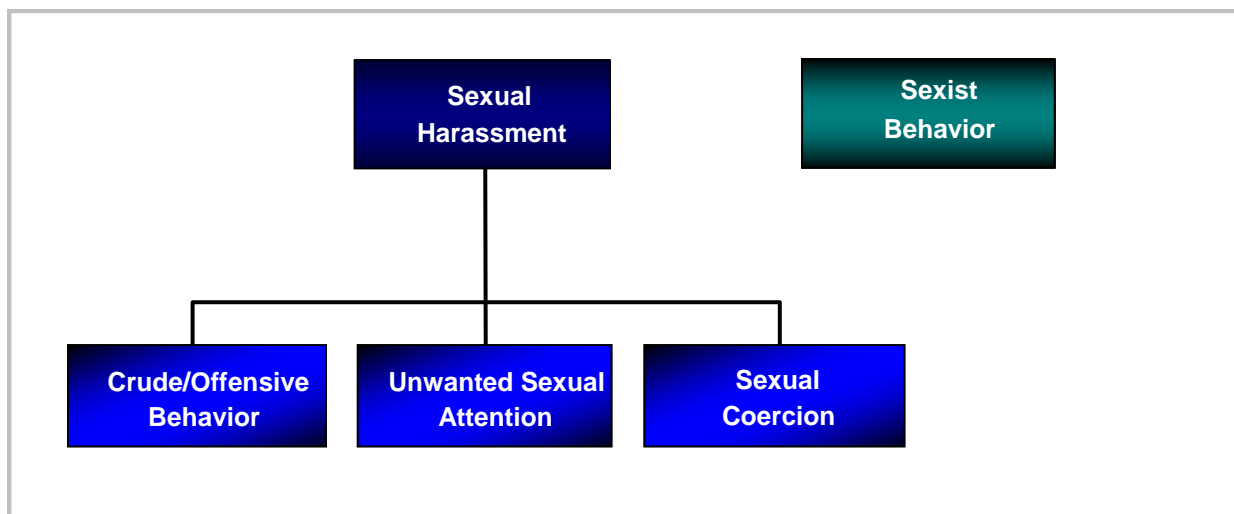 Sexual
Harassment
Sexist
Behavior
Crude/Offensive
Behavior
Unwanted Sexual
Attention
Sexual
Coercion